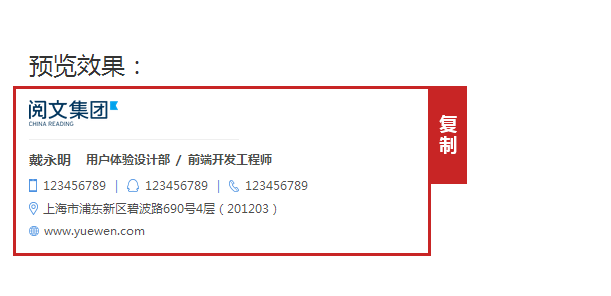 预览效果：
阅文集团
CHINA READING
复制
戴永明 用户体验设计部 / 前端开发工程师
123456789 | 123456789 | 123456789
上海市浦东新区碧波路690号4层（201203）
www.yuewen.com